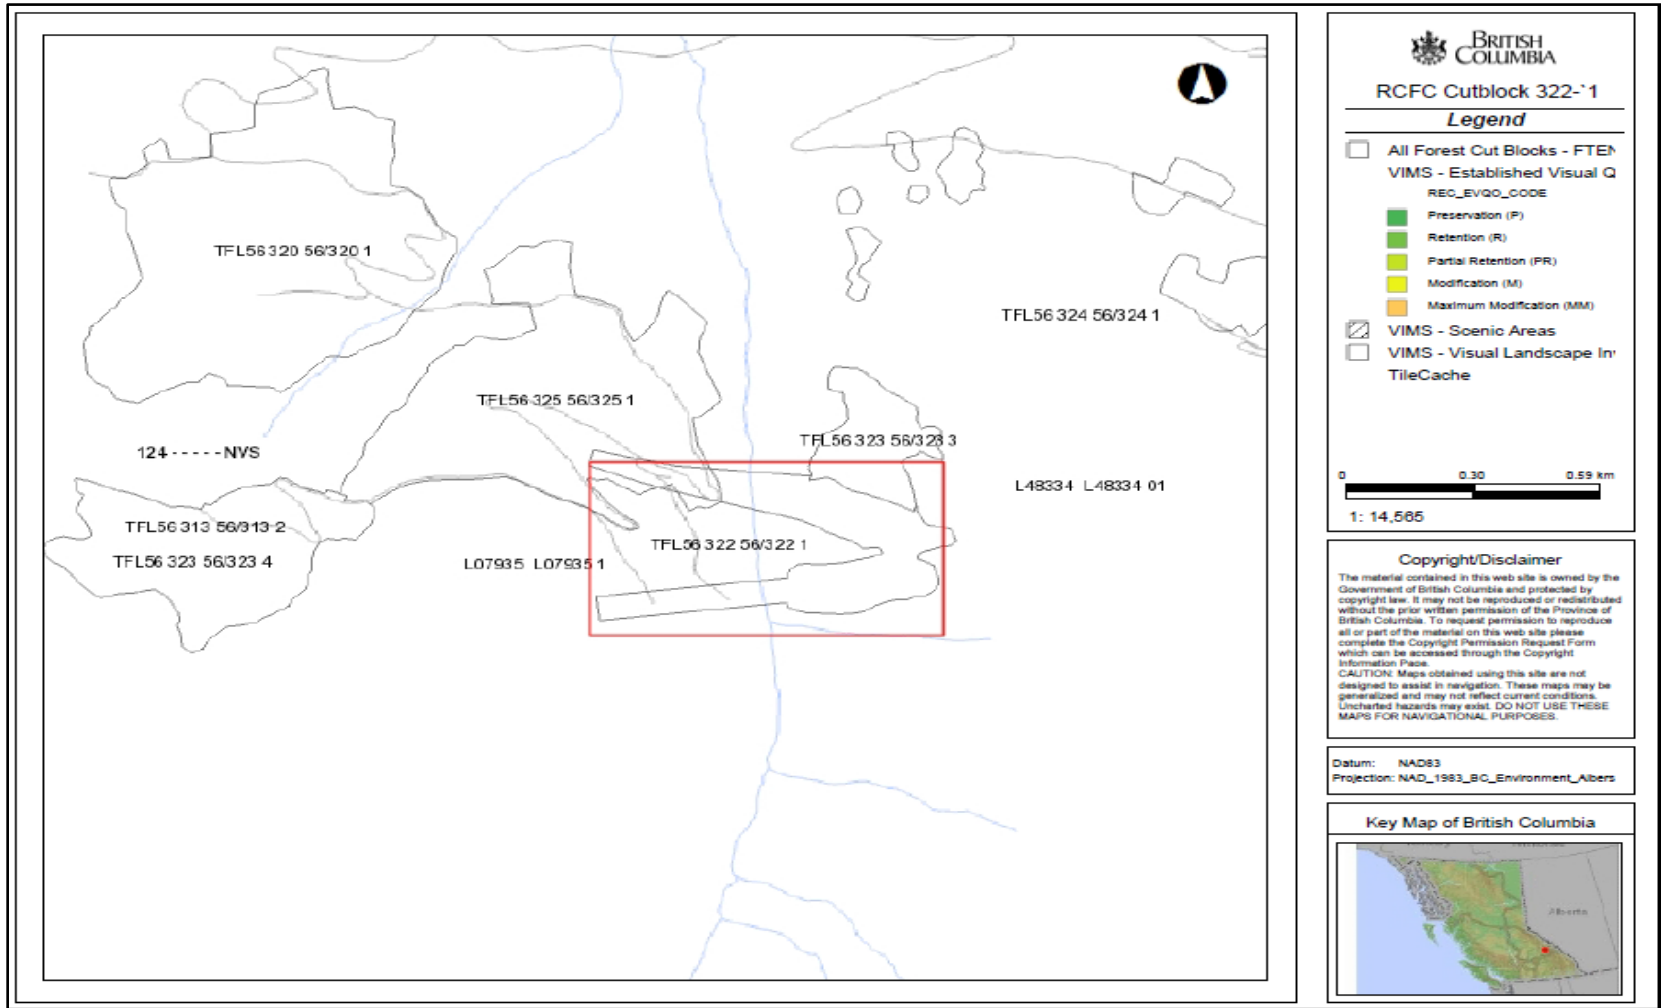 TFL56 320 56/320 1
TFL56 324 56/324 1
TFL56 325 56/325 1
TFL56 323 56/323 3
124 - - - - - NVS
L48334 L48334 01
TFL56 313 56/313 2
TFL56 322 56/322 1
TFL56 323 56/323 4
L07935 L07935 1
BRITISH
COLUMBIA
RCFC Cutblock 322-`1
Legend
All Forest Cut Blocks - FTEN
VIMS - Established Visual Q
REC_EVQO_CODE
Preservation (P)
Retention (R)
Partial Retention (PR)
Modification (M)
Maximum Modification (MM)
VIMS - Scenic Areas
VIMS - Visual Landscape Inv
TileCache
0 0.30 0.59 km
1: 14,565
Copyright/Disclaimer
The material contained in this web site is owned by the
Government of British Columbia and protected by
copyright law. It may not be reproduced or redistributed
without the prior written permission of the Province of
British Columbia. To request permission to reproduce
all or part of the material on this web site please
complete the Copyright Permission Request Form
which can be accessed through the Copyright
Information Page.
CAUTION: Maps obtained using this site are not
designed to assist in navigation. These maps may be
generalized and may not reflect current conditions.
Uncharted hazards may exist. DO NOT USE THESE
MAPS FOR NAVIGATIONAL PURPOSES.
Datum: NAD83
Projection: NAD_1983_BC_Environment_Albers
Key Map of British Columbia
Alberta